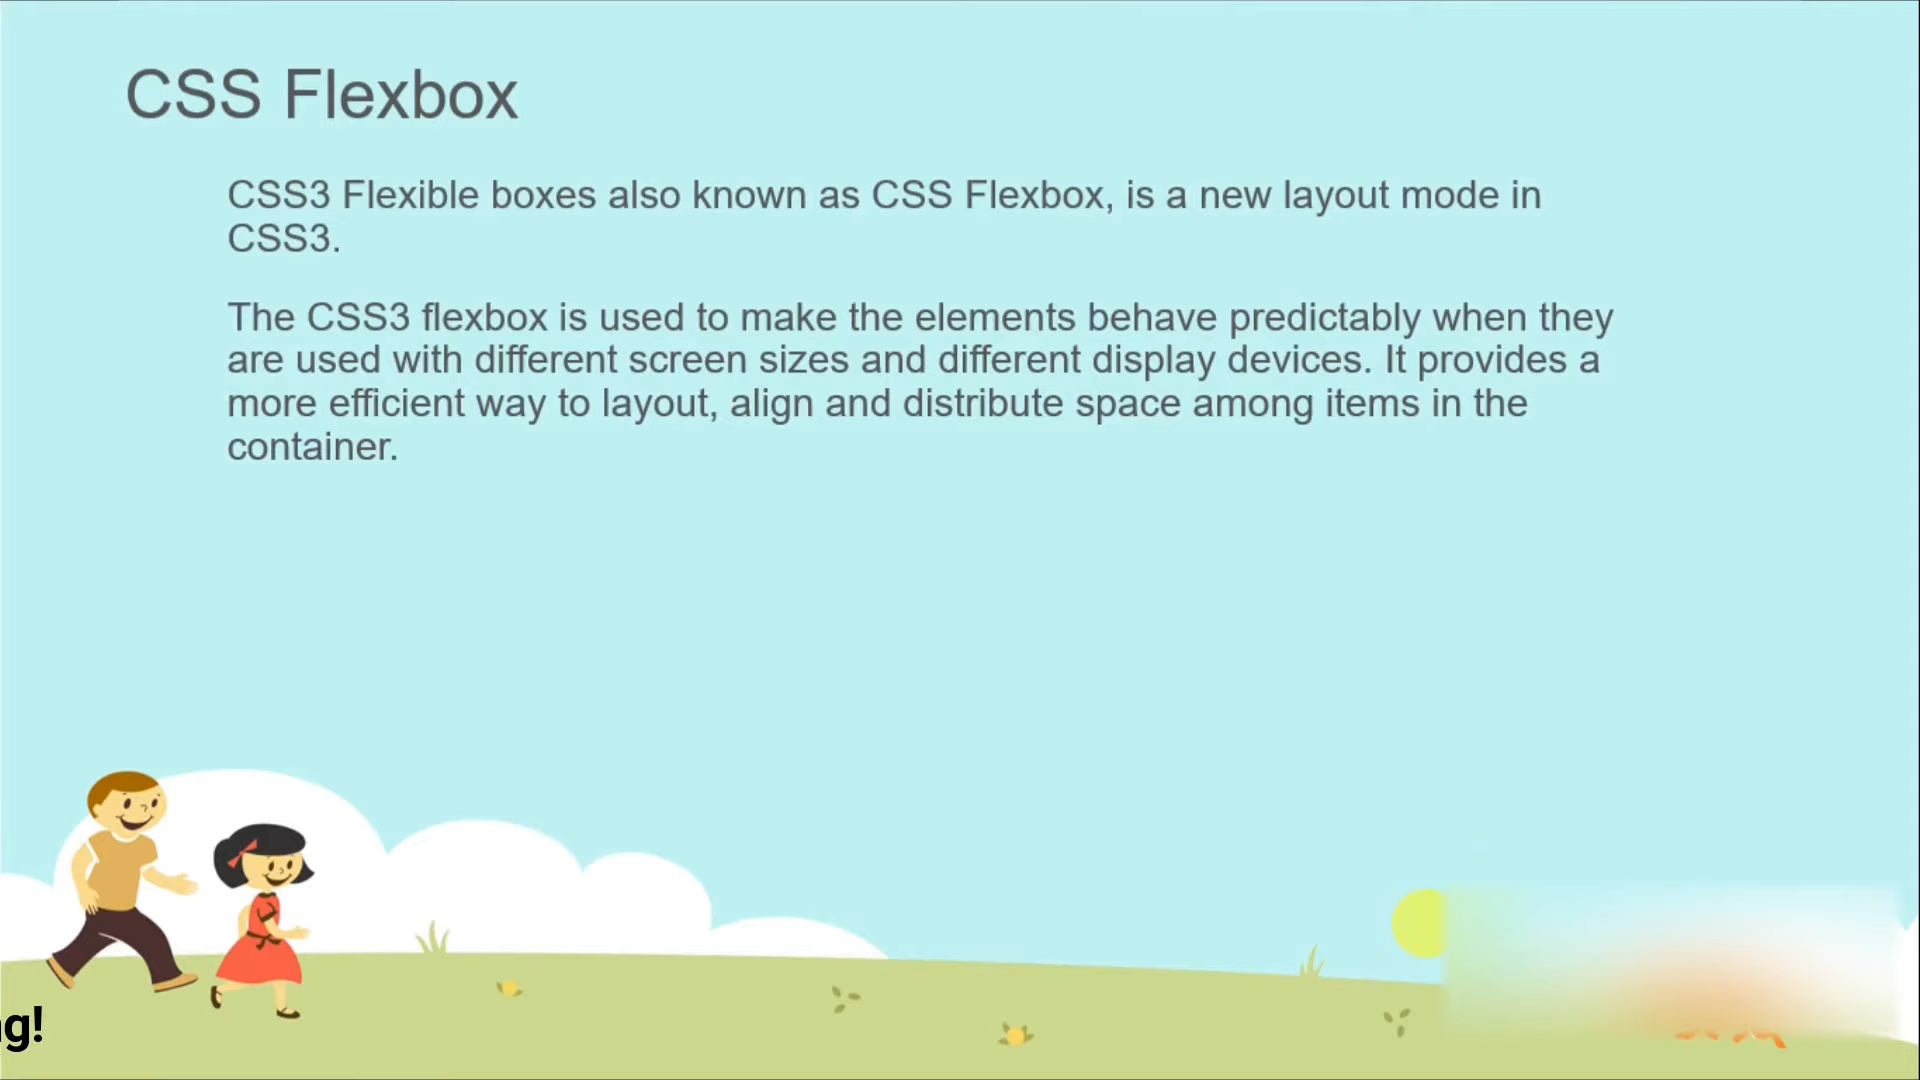 CSS Flexbox
CSS3 Flexible boxes also known as CSS Flexbox, is a new layout mode in
CSS3.
The CSS3 flexbox is used to make the elements behave predictably when they
are used with different screen sizes and different display devices. It provides a
more efficient way to layout, align and distribute space among items in the
container.